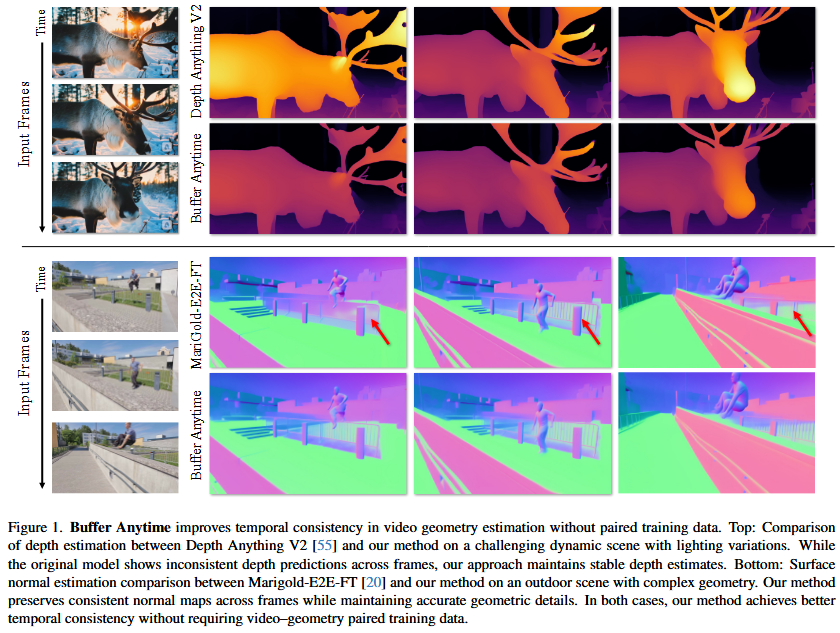 Time
Input Frames
Depth Anything V2
Buffer Anytime
Time
Input Frames
MariGold-E2E-FT
Buffer Anytime
Figure 1. Buffer Anytime improves temporal consistency in video geometry estimation without paired training data. Top: Comparison
of depth estimation between Depth Anything V2 [55] and our method on a challenging dynamic scene with lighting variations. While
the original model shows inconsistent depth predictions across frames, our approach maintains stable depth estimates. Bottom: Surface
normal estimation comparison between Marigold-E2E-FT [20] and our method on an outdoor scene with complex geometry. Our method
preserves consistent normal maps across frames while maintaining accurate geometric details. In both cases, our method achieves better
temporal consistency without requiring video–geometry paired training data.